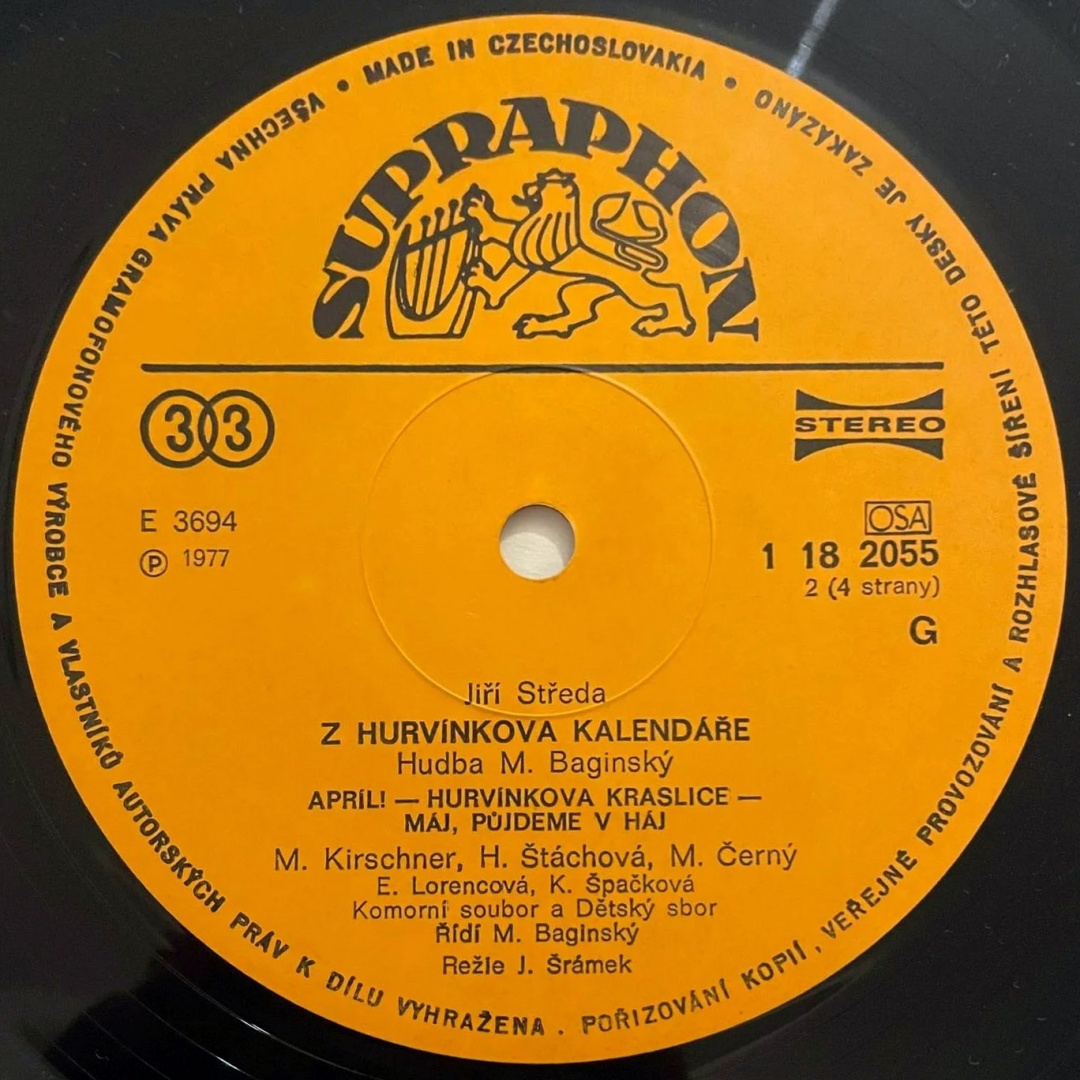 MADE IN CZECHOSLOVAKIA • VŠECHNA PRÁVA GRAMOFONOVÉHO VÝROBCE A VLASTNÍKŮ AUTORSKÝCH PRÁV K DÍLU VYHRAŽENA . POŘIZOVÁNÍ KOPIÍ , VEŘEJNÉ PROVOZOVÁNÍ A ROZHLASOVÉ ŠÍŘENÍ TÉTO DESKY JE ZAKÁZÁNO •
SUPRAPHON
33
STEREO
E 3694
Ⓟ 1977
OSA
1 18 2055
2 (4 strany)
G
Jiří Středa
Z HURVÍNKOVA KALENDÁŘE
Hudba M. Baginský
APRÍL! — HURVÍNKOVA KRASLICE —
MÁJ, PŮJDEME V HÁJ
M. Kirschner, H. Štáchová, M. Černý
E. Lorencová, K. Špačková
Komorní soubor a Dětský sbor
Řídí M. Baginský
Režie J. Šrámek